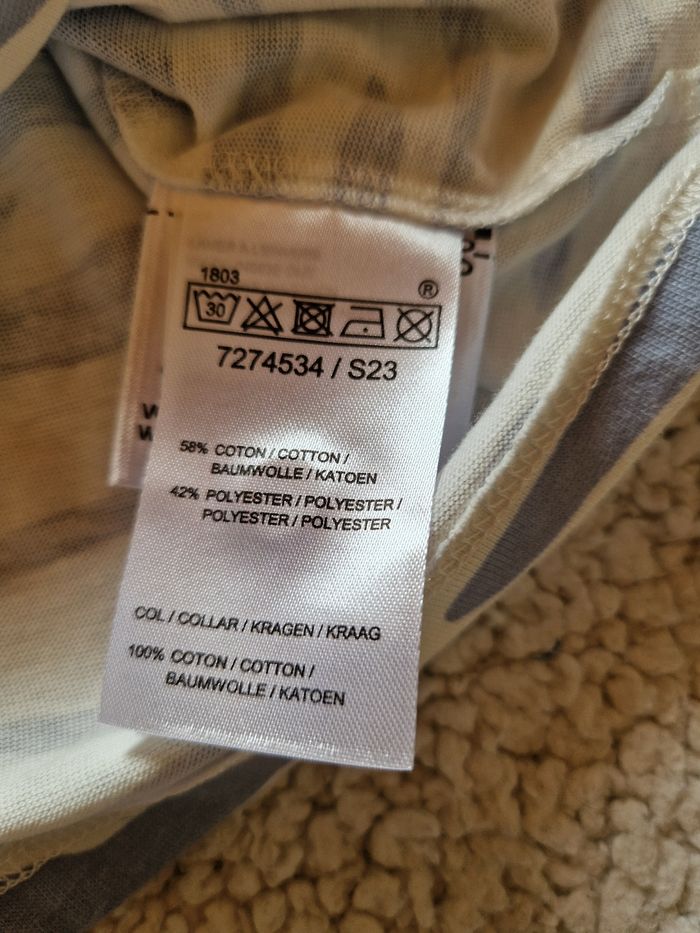 1803
®
30
7274534 / S23
58% COTON / COTTON /
BAUMWOLLE / KATOEN
42% POLYESTER / POLYESTER /
POLYESTER / POLYESTER
COL / COLLAR / KRAGEN / KRAAG
100% COTON / COTTON /
BAUMWOLLE / KATOEN